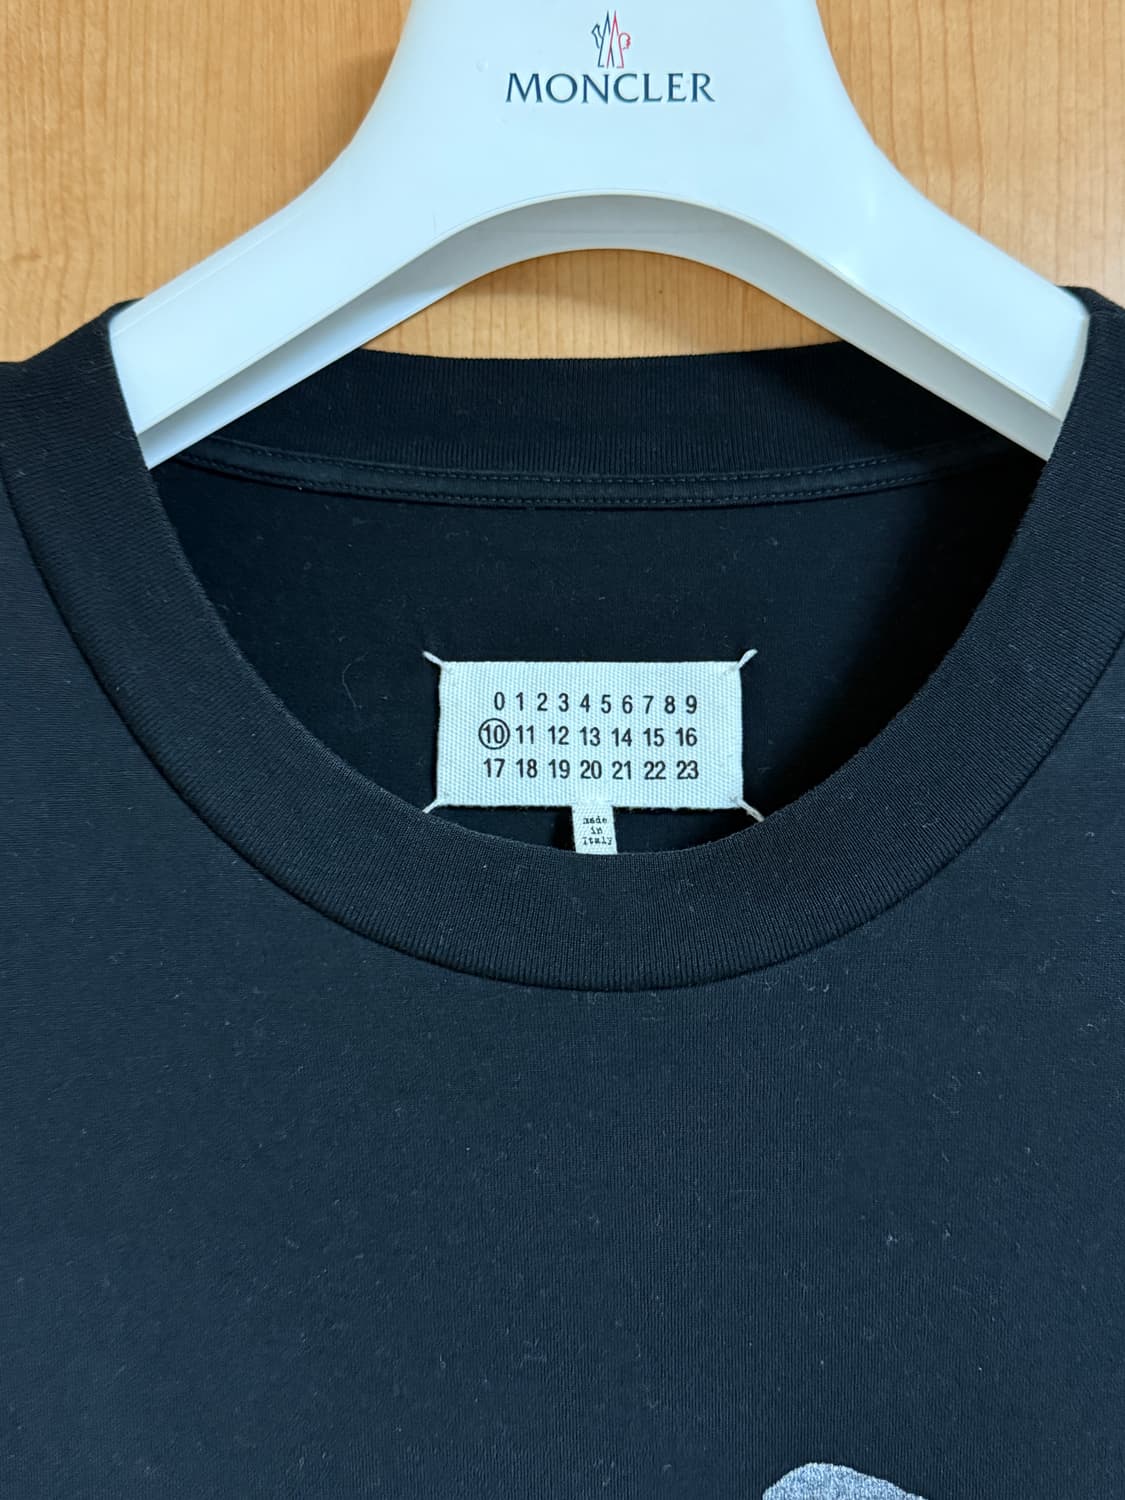 MONCLER
0 1 2 3 4 5 6 7 8 9
10 11 12 13 14 15 16
17 18 19 20 21 22 23
made
in
Italy